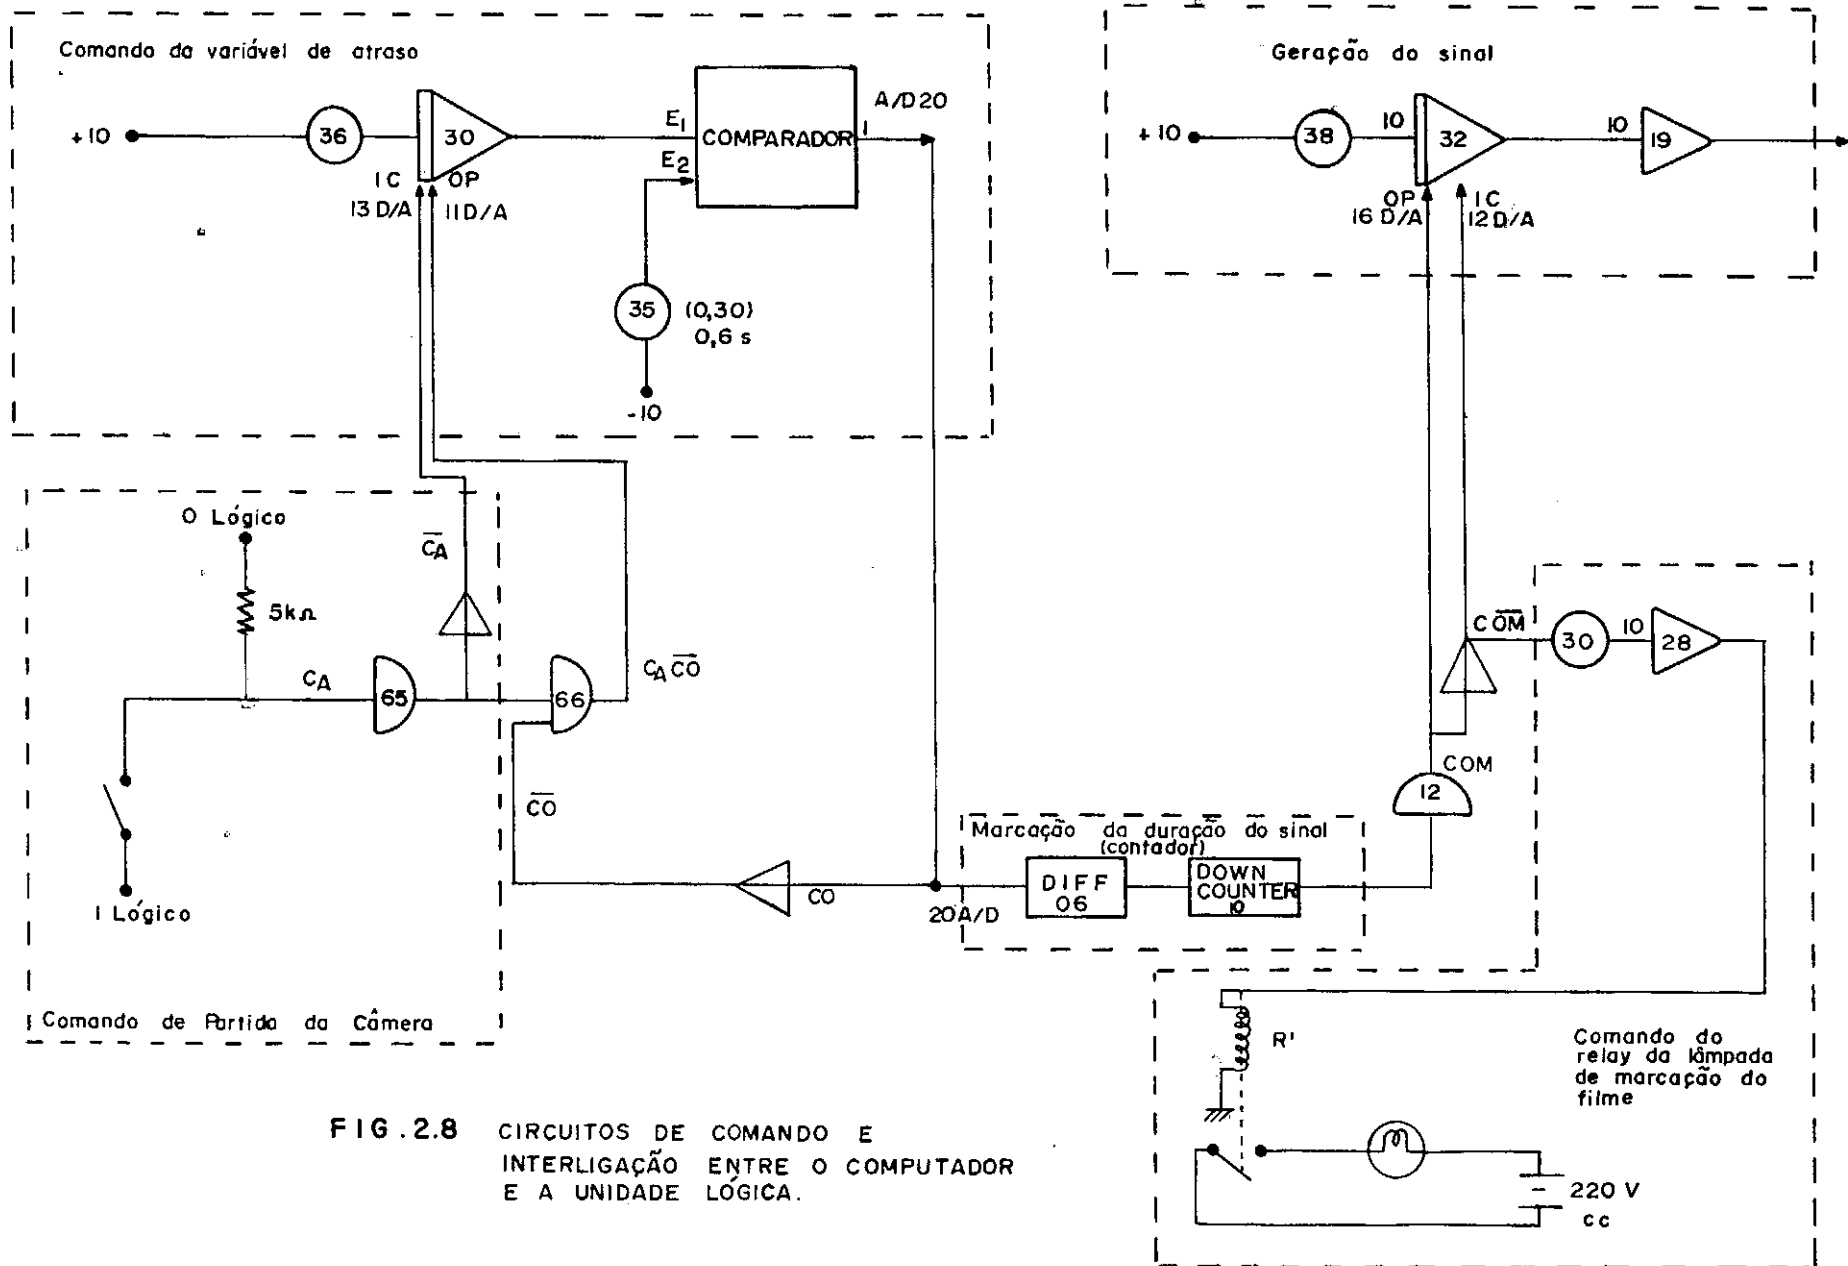 Comando da variável de atraso
+10
36
30
IC
OP
13 D/A
11 D/A
E1
E2
COMPARADOR
1
A/D20
35
(0,30)
0,6 s
-10
Geração do sinal
+10
38
10
32
10
19
OP
16 D/A
IC
12 D/A
0 Lógico
5kΩ
C̅A̅
CA
65
66
CA C̅O̅
1 Lógico
C̅O̅
CO
Comando de Partida da Câmera
20A/D
Marcação da duração do sinal
(contador)
DIFF
06
DOWN
COUNTER
10
12
COM
CO̅M̅
30
10
28
R'
Comando do
relay da lâmpada
de marcação do
filme
220 V
cc
FIG.2.8 CIRCUITOS DE COMANDO E
INTERLIGAÇÃO ENTRE O COMPUTADOR
E A UNIDADE LÓGICA.